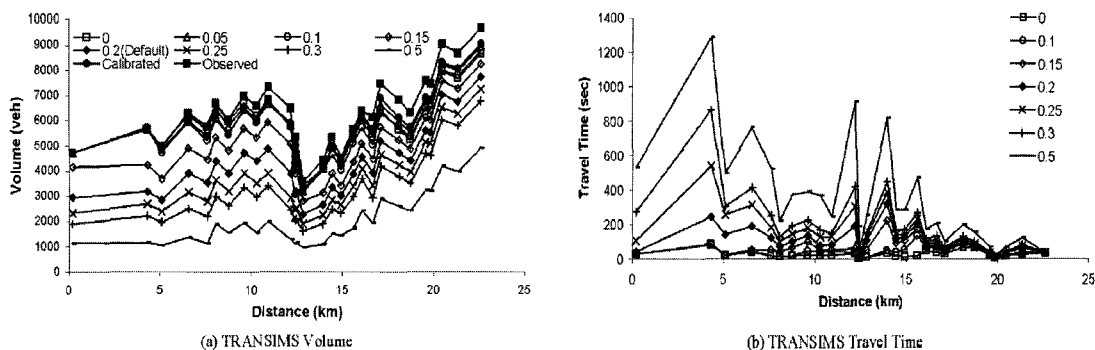 10000
9000
8000
7000
6000
5000
4000
3000
2000
1000
0
Volume (veh)
0 0.05 0.1 0.15
0.2(Default) 0.25 0.3 0.5
Calibrated Observed
0 5 10 15 20 25
Distance (km)
(a) TRANSIMS Volume
1400
1200
1000
800
600
400
200
0
Travel Time (sec)
0
0.1
0.15
0.2
0.25
0.3
0.5
0 5 10 15 20 25
Distance (km)
(b) TRANSIMS Travel Time